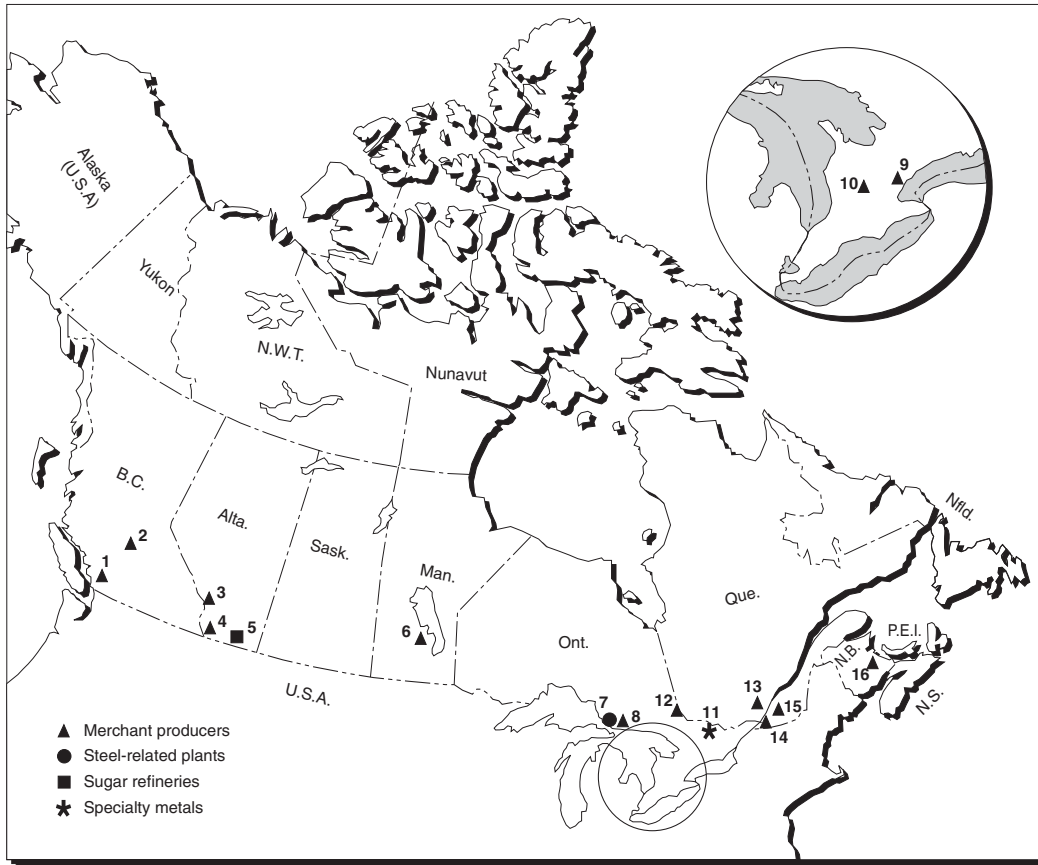 Alaska
(U.S.A)
Yukon
N.W.T.
Nunavut
B.C.
Alta.
Sask.
Man.
Ont.
Que.
Nfld.
P.E.I.
N.B.
N.S.
U.S.A.
1
2
3
4
5
6
7
8
9
10
11
12
13
14
15
16
Merchant producers
Steel-related plants
Sugar refineries
Specialty metals